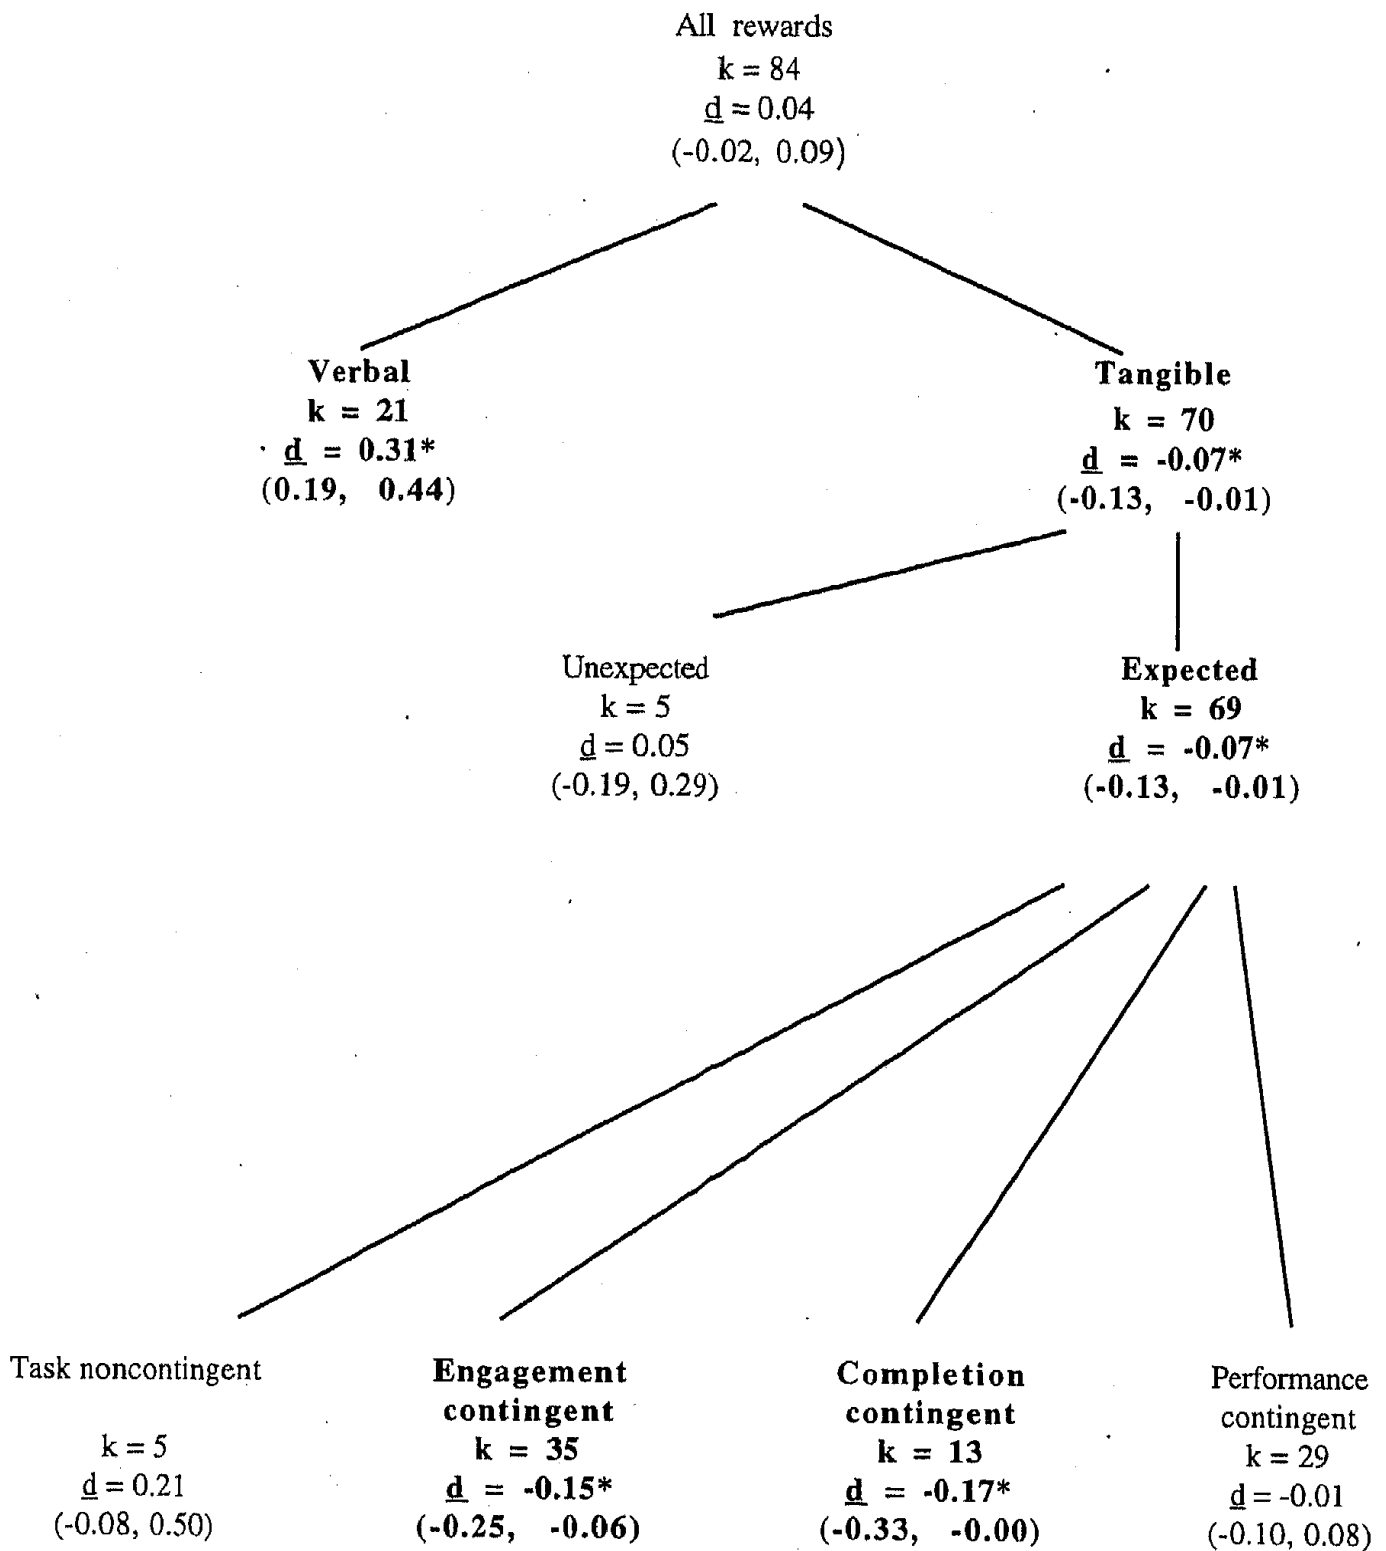 All rewards
k = 84
d = 0.04
(-0.02, 0.09)
Verbal
k = 21
d = 0.31*
(0.19, 0.44)
Tangible
k = 70
d = -0.07*
(-0.13, -0.01)
Unexpected
k = 5
d = 0.05
(-0.19, 0.29)
Expected
k = 69
d = -0.07*
(-0.13, -0.01)
Task noncontingent
k = 5
d = 0.21
(-0.08, 0.50)
Engagement
contingent
k = 35
d = -0.15*
(-0.25, -0.06)
Completion
contingent
k = 13
d = -0.17*
(-0.33, -0.00)
Performance
contingent
k = 29
d = -0.01
(-0.10, 0.08)